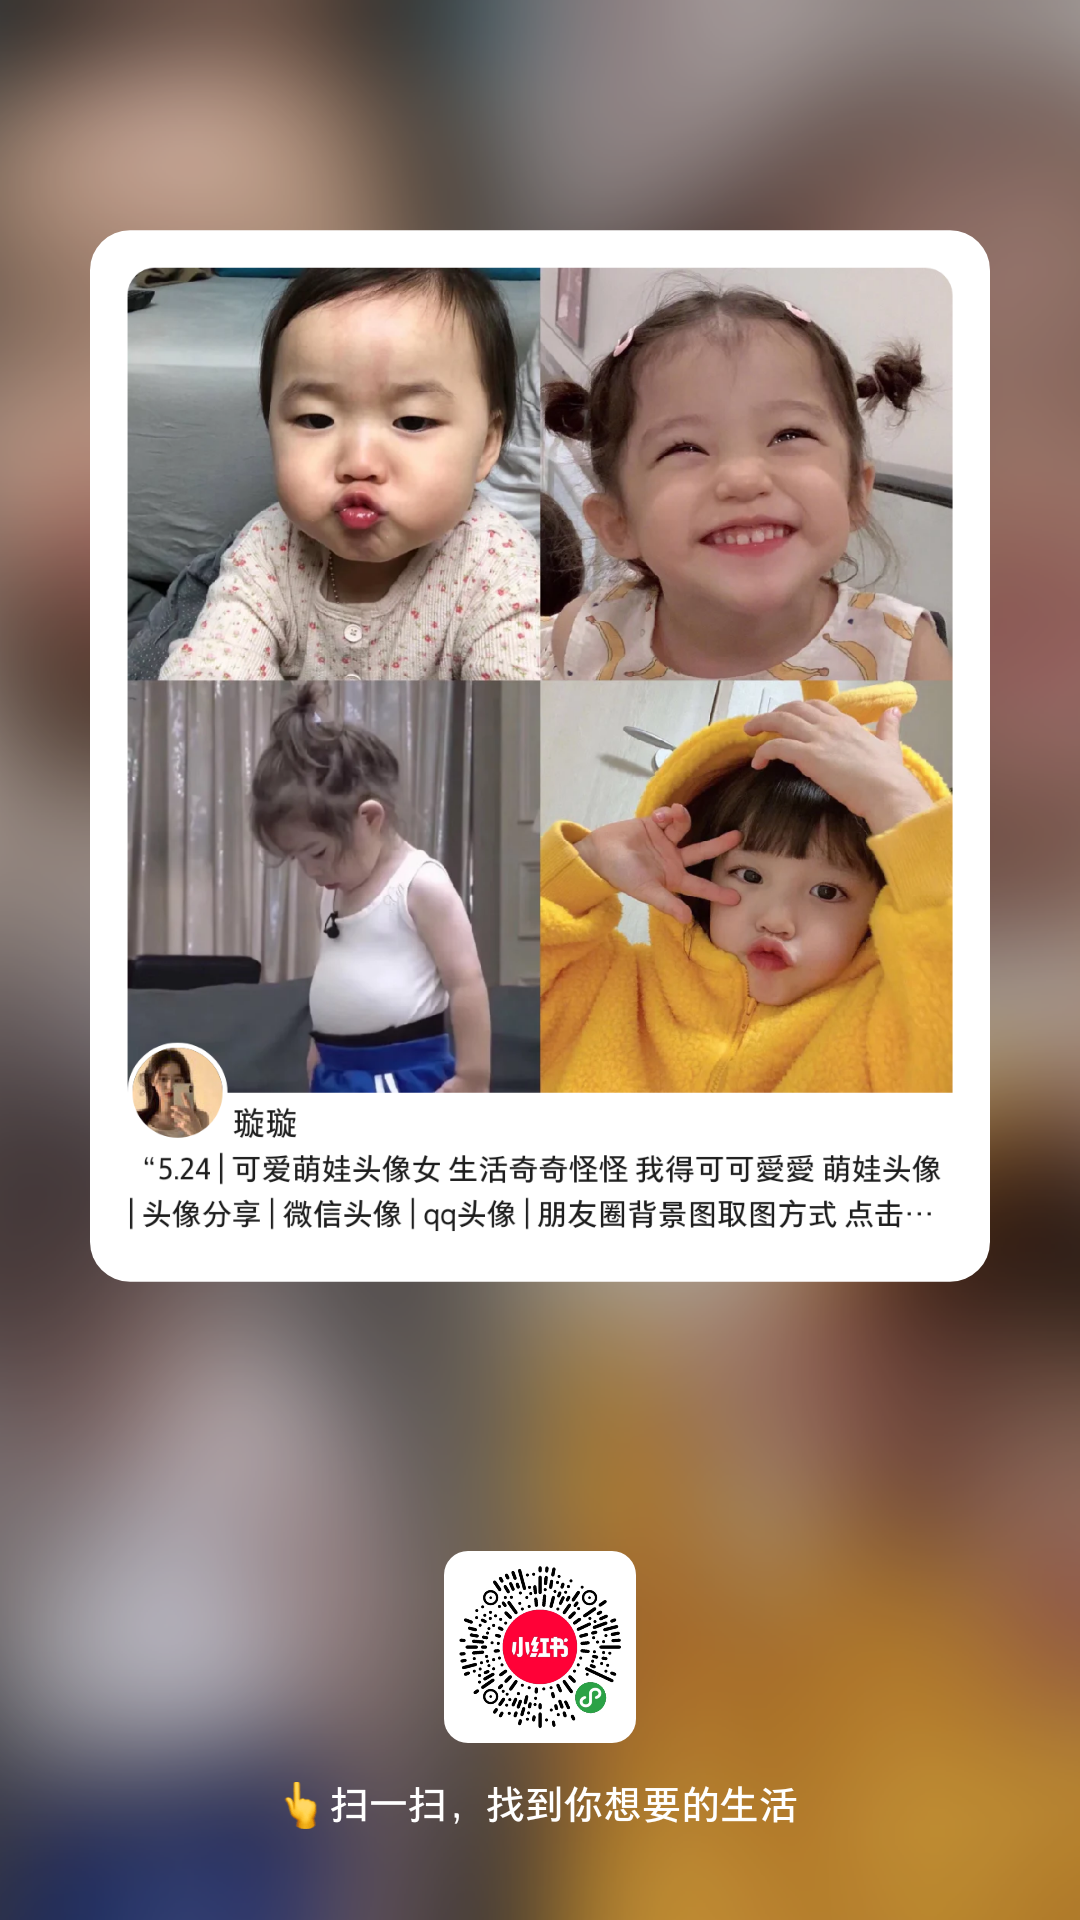 璇璇
“5.24 | 可爱萌娃头像女 生活奇奇怪怪 我得可可愛愛 萌娃头像
| 头像分享 | 微信头像 | qq头像 | 朋友圈背景图取图方式 点击…
小红书
扫一扫，找到你想要的生活